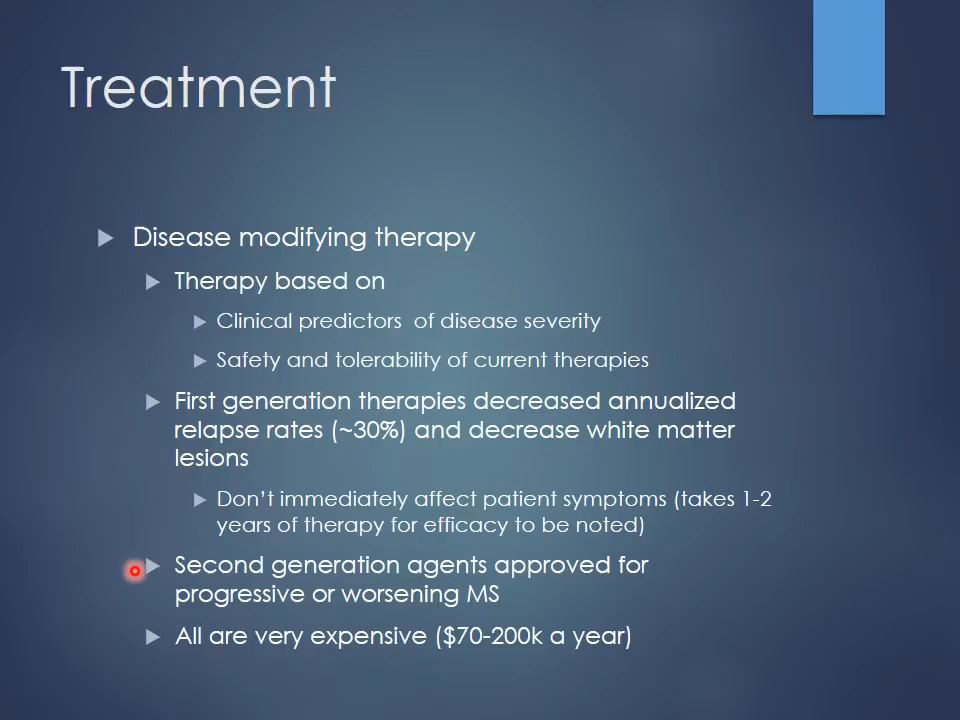 Treatment
Disease modifying therapy
Therapy based on
Clinical predictors of disease severity
Safety and tolerability of current therapies
First generation therapies decreased annualized
relapse rates (~30%) and decrease white matter
lesions
Don't immediately affect patient symptoms (takes 1-2
years of therapy for efficacy to be noted)
Second generation agents approved for
progressive or worsening MS
All are very expensive ($70-200k a year)